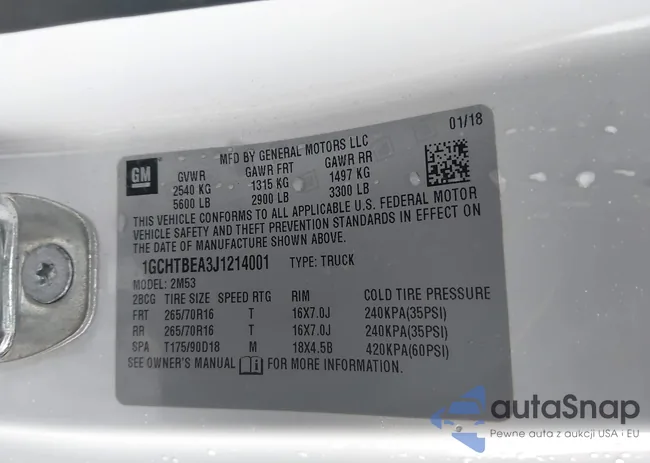 01/18
MFD BY GENERAL MOTORS LLC
GM
GVWR GAWR FRT GAWR RR
2540 KG 1315 KG 1497 KG
5600 LB 2900 LB 3300 LB
THIS VEHICLE CONFORMS TO ALL APPLICABLE U.S. FEDERAL MOTOR
VEHICLE SAFETY AND THEFT PREVENTION STANDARDS IN EFFECT ON
THE DATE OF MANUFACTURE SHOWN ABOVE.
1GCHTBEA3J1214001 TYPE: TRUCK
MODEL: 2M53
2BCG TIRE SIZE SPEED RTG RIM COLD TIRE PRESSURE
FRT 265/70R16 T 16X7.0J 240KPA(35PSI)
RR 265/70R16 T 16X7.0J 240KPA(35PSI)
SPA T175/90D18 M 18X4.5B 420KPA(60PSI)
SEE OWNER'S MANUAL i FOR MORE INFORMATION.
autoSnap
Pewne auta z aukcji USA · EU